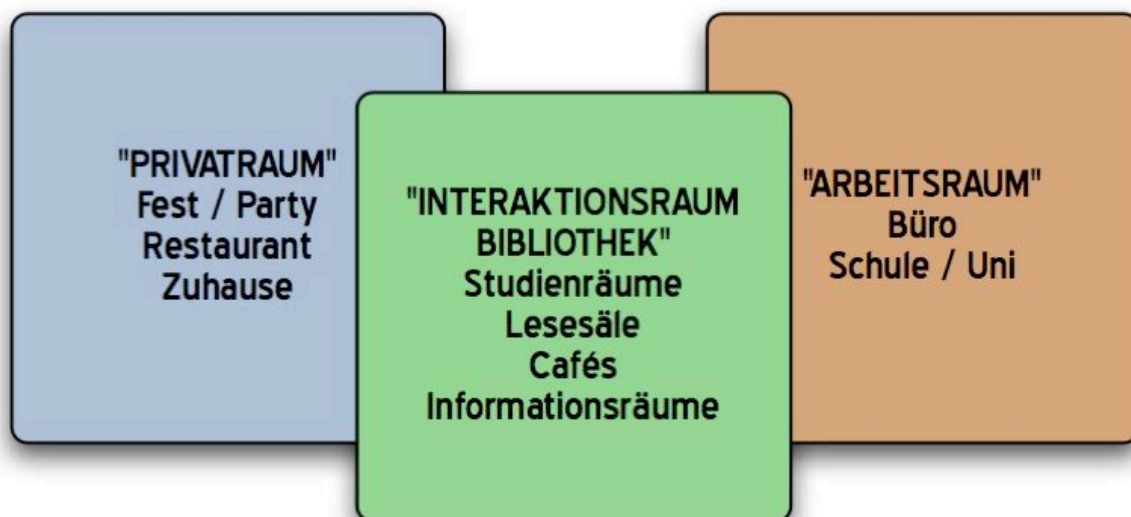 "PRIVATRAUM"
Fest / Party
Restaurant
Zuhause
"INTERAKTIONSRAUM
BIBLIOTHEK"
Studienräume
Lesesäle
Cafés
Informationsräume
"ARBEITSRAUM"
Büro
Schule / Uni